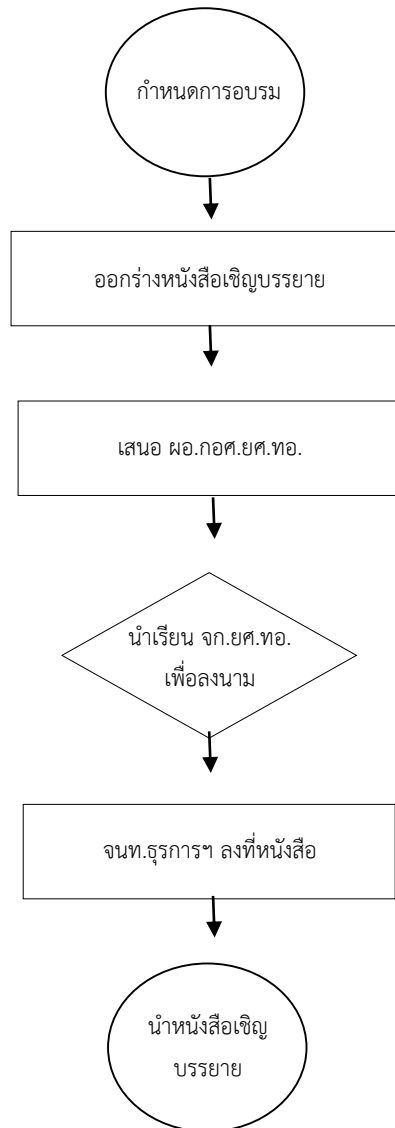 กำหนดการอบรม
ออกร่างหนังสือเชิญบรรยาย
เสนอ ผอ.กอศ.ยศ.ทอ.
นำเรียน จก.ยศ.ทอ.
เพื่อลงนาม
จนท.ธุรการฯ ลงที่หนังสือ
นำหนังสือเชิญ
บรรยาย